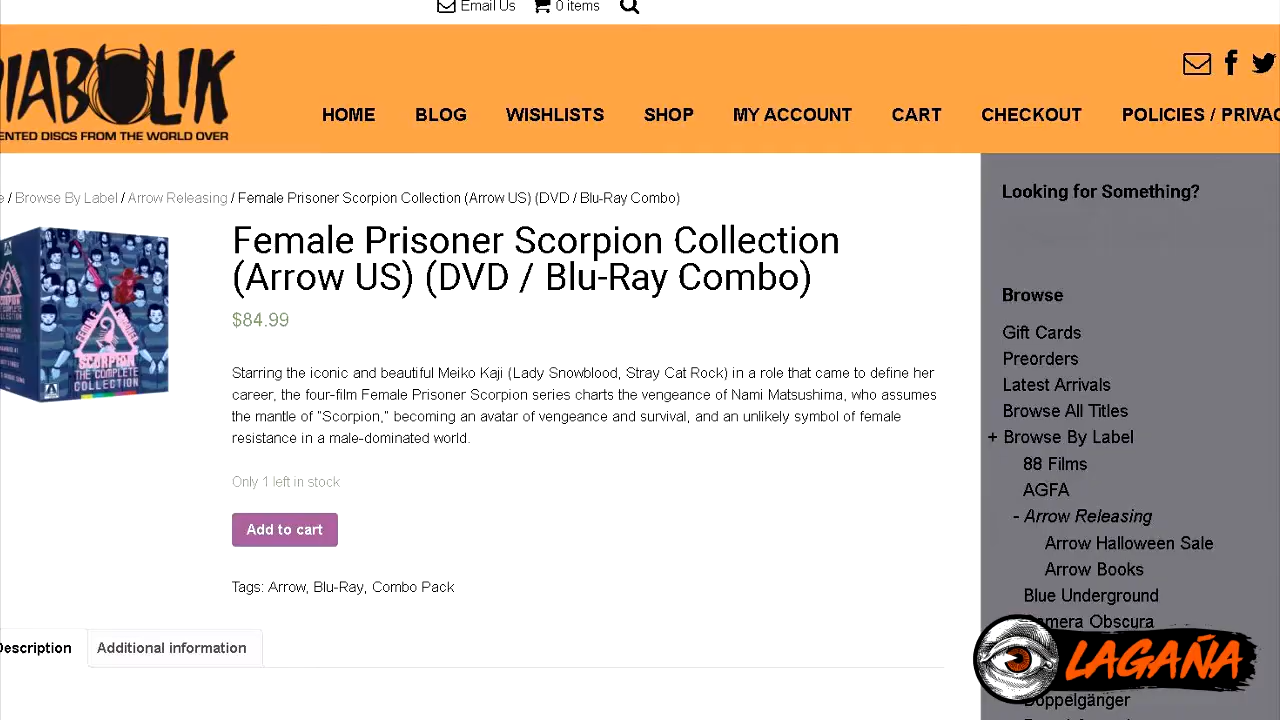 Email Us 0 items
DIABOLIK
ENTED DISCS FROM THE WORLD OVER
HOME BLOG WISHLISTS SHOP MY ACCOUNT CART CHECKOUT POLICIES / PRIVAC
e / Browse By Label / Arrow Releasing / Female Prisoner Scorpion Collection (Arrow US) (DVD / Blu-Ray Combo)
Female Prisoner Scorpion Collection
(Arrow US) (DVD / Blu-Ray Combo)
$84.99
FEMALE PRISONER
SCORPION
THE COMPLETE
COLLECTION
ARROW
Starring the iconic and beautiful Meiko Kaji (Lady Snowblood, Stray Cat Rock) in a role that came to define her
career, the four-film Female Prisoner Scorpion series charts the vengeance of Nami Matsushima, who assumes
the mantle of "Scorpion," becoming an avatar of vengeance and survival, and an unlikely symbol of female
resistance in a male-dominated world.
Only 1 left in stock
Add to cart
Tags: Arrow, Blu-Ray, Combo Pack
Description Additional information
Looking for Something?
Browse
Gift Cards
Preorders
Latest Arrivals
Browse All Titles
+ Browse By Label
88 Films
AGFA
- Arrow Releasing
Arrow Halloween Sale
Arrow Books
Blue Underground
amera Obscura
LAGAÑA
Doppelgänger